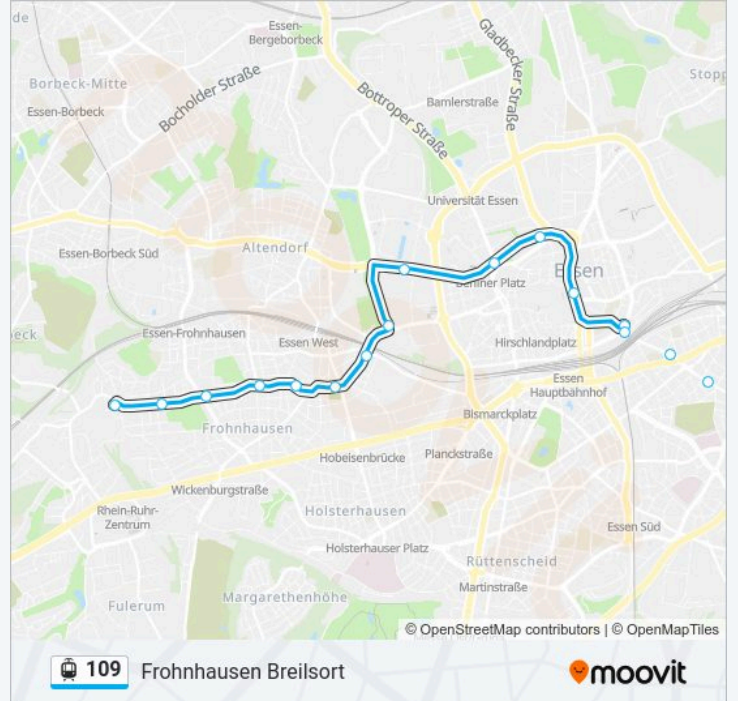 de
Essen-
Bergeborbeck
Gladbecker Straße
Stopp
Borbeck-Mitte
Bocholder Straße
Bottroper Straße
Bamlerstraße
Essen-Borbeck
Universität Essen
Essen-Borbeck Süd
Altendorf
Essen
Berliner Platz
eck
Essen-Frohnhausen
Essen West
Hirschlandplatz
Essen
Hauptbahnhof
Bismarckplatz
Frohnhausen
Hobeisenbrücke
Planckstraße
Wickenburgstraße
Rhein-Ruhr-
Zentrum
Holsterhausen
Essen Süd
Holsterhauser Platz
Rüttenscheid
Martinstraße
Margarethenhöhe
Fulerum
© OpenStreetMap contributors | © OpenMapTiles
109 Frohnhausen Breilsort
moovit